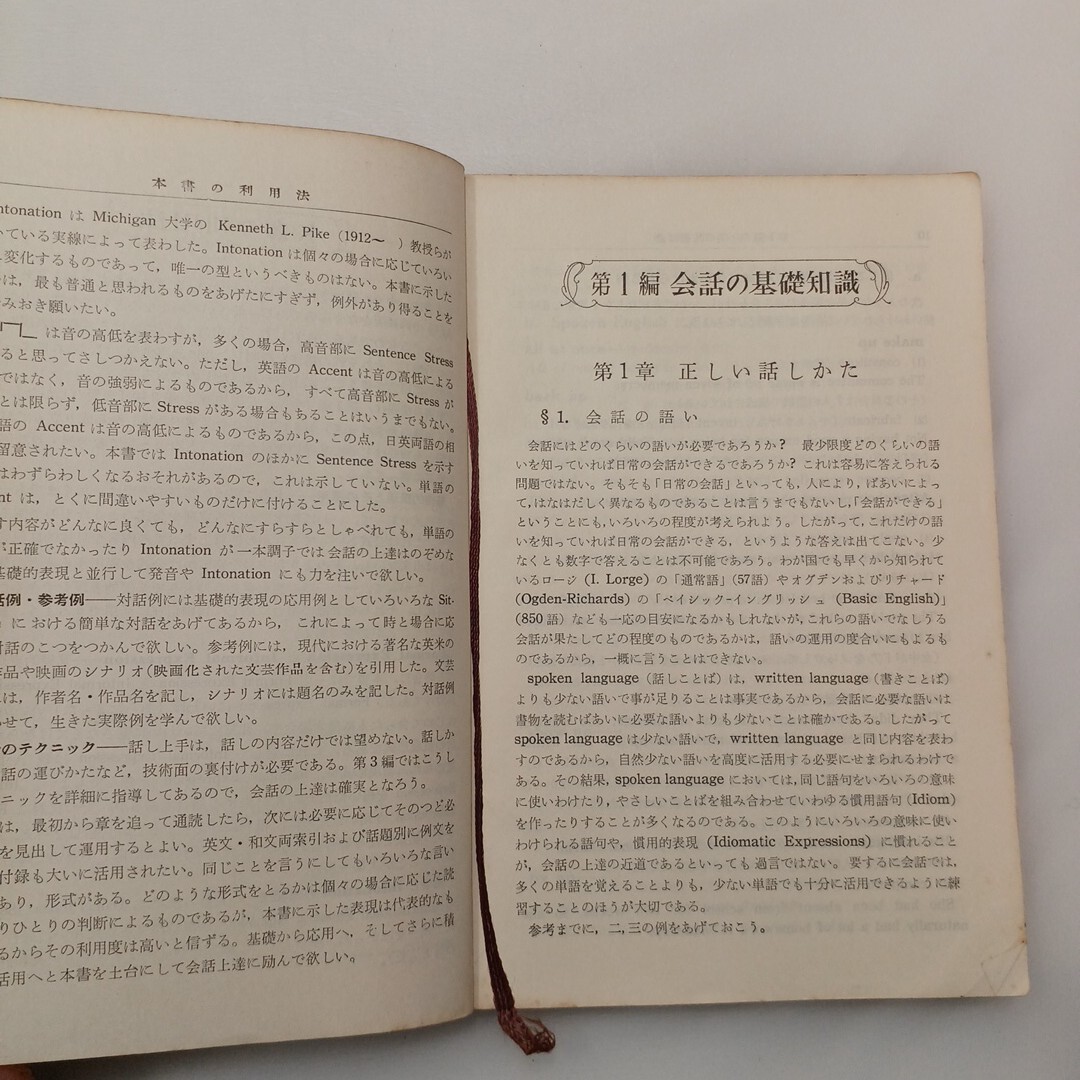 本書の利用法
ntonation は Michigan 大学の Kenneth L. Pike (1912〜　) 教授らが
いている実線によって表わした。Intonation は個々の場合に応じていろい
変化するものであって，唯一の型というべきものはない。本書に示した
は，最も普通と思われるものをあげたにすぎず，例外があり得ることを
みおき願いたい。
は音の高低を表わすが，多くの場合，高音部に Sentence Stress
ると思ってさしつかえない。ただし，英語の Accent は音の高低による
ではなく，音の強弱によるものであるから，すべて高音部に Stress が
とは限らず，低音部に Stress がある場合もあることはいうまでもない。
語の Accent は音の高低によるものであるから，この点，日英両語の相
留意されたい。本書では Intonation のほかに Sentence Stress を示す
はわずらわしくなるおそれがあるので，これは示していない。単語の
nt は，とくに間違いやすいものだけに付けることにした。
す内容がどんなに良くても，どんなにすらすらとしゃべれても，単語の
が正確でなかったり Intonation が一本調子では会話の上達はのぞめな
基礎的表現と並行して発音や Intonation にも力を注いで欲しい。
話例・参考例——対話例には基礎的表現の応用例としていろいろな Sit-
) における簡単な対話をあげてあるから，これによって時と場合に応
対話のこつをつかんで欲しい。参考例には，現代における著名な英米の
作品や映画のシナリオ(映画化された文芸作品を含む)を引用した。文芸
は，作者名・作品名を記し，シナリオには題名のみを記した。対話例
わせて，生きた実際例を学んで欲しい。
のテクニック——話し上手は，話しの内容だけでは望めない。話しか
話の運びかたなど，技術面の裏付けが必要である。第3編ではこうし
ニックを詳細に指導してあるので，会話の上達は確実となろう。
は，最初から章を追って通読したら，次には必要に応じてそのつど必
を見出して運用するとよい。英文・和文両索引および話題別に例文を
付録も大いに活用されたい。同じことを言うにしてもいろいろな言い
あり，形式がある。どのような形式をとるかは個々の場合に応じた読
りひとりの判断によるものであるが，本書に示した表現は代表的なも
るからその利用度は高いと信ずる。基礎から応用へ，そしてさらに積
活用へと本書を土台にして会話上達に励んで欲しい。
第1編 会話の基礎知識
第1章 正しい話しかた
§1. 会話の語い
会話にはどのくらいの語いが必要であろうか？　最少限度どのくらいの語
いを知っていれば日常の会話ができるであろうか？ これは容易に答えられる
問題ではない。そもそも「日常の会話」といっても，人により，ばあいによっ
て，はなはだしく異なるものであることは言うまでもないし，「会話ができる」
ということにも，いろいろの程度が考えられよう。したがって，これだけの語
いを知っていれば日常の会話ができる，というような答えは出てこない。少
なくとも数字で答えることは不可能であろう。わが国でも早くから知られて
いるロージ (I. Lorge) の「通常語」(57語) やオグデンおよびリチャード
(Ogden-Richards) の「ベイシック-イングリッシュ (Basic English)」
(850 語) なども一応の目安になるかもしれないが，これらの語いでなしうる
会話が果たしてどの程度のものであるかは，語いの運用の度合いにもよるも
のであるから，一概に言うことはできない。
spoken language (話しことば) は，written language (書きことば)
よりも少ない語いで事が足りることは事実であるから，会話に必要な語いは
書物を読むばあいに必要な語いよりも少ないことは確かである。したがって
spoken language は少ない語いで，written language と同じ内容を表わ
すのであるから，自然少ない語いを高度に活用する必要にせまられるわけで
ある。その結果，spoken language においては，同じ語句をいろいろの意味
に使いわけたり，やさしいことばを組み合わせていわゆる慣用語句 (Idiom)
を作ったりすることが多くなるのである。このようにいろいろの意味に使い
わけられる語句や，慣用的表現 (Idiomatic Expressions) に慣れること
が，会話の上達の近道であるといっても過言ではない。要するに会話では，
多くの単語を覚えることよりも，少ない単語でも十分に活用できるように練
習することのほうが大切である。
参考までに，二，三の例をあげておこう。